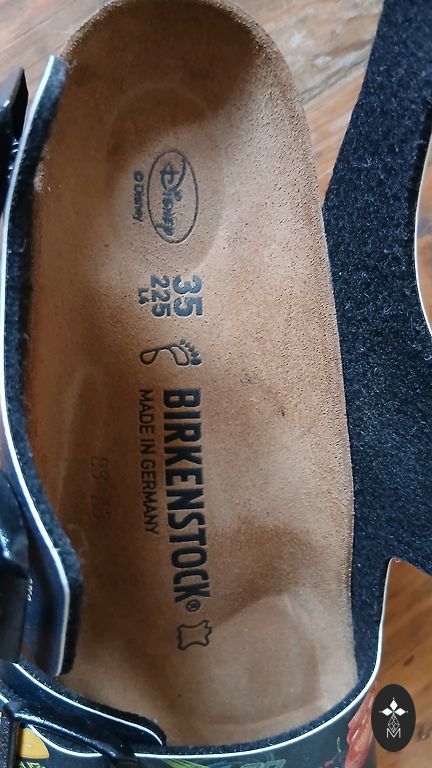 Disney
© Disney
35
225
L4
BIRKENSTOCK®
MADE IN GERMANY